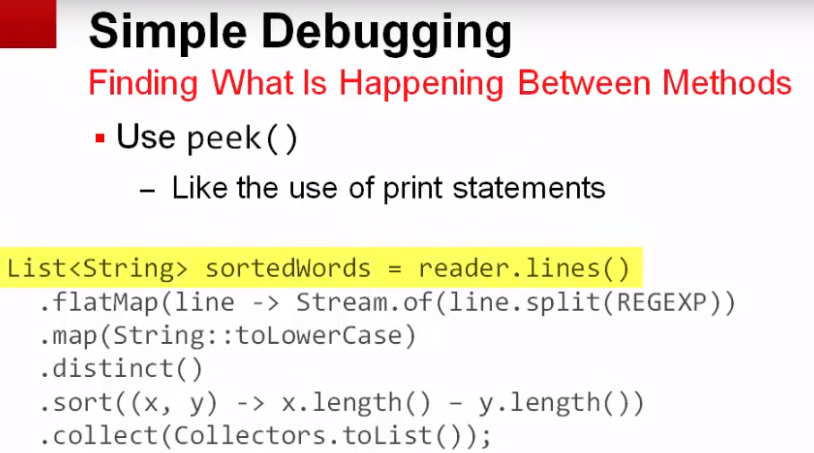 Simple Debugging
Finding What Is Happening Between Methods
▪ Use peek()
– Like the use of print statements
List<String> sortedWords = reader.lines()
.flatMap(line -> Stream.of(line.split(REGEXP))
.map(String::toLowerCase)
.distinct()
.sort((x, y) -> x.length() – y.length())
.collect(Collectors.toList());